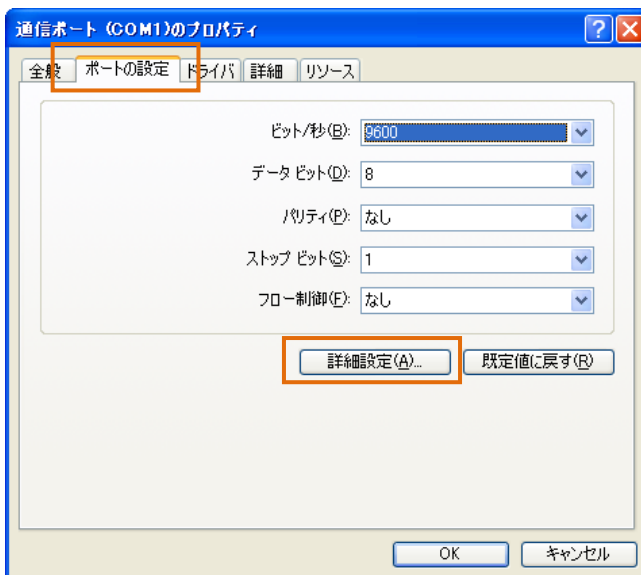 通信ポート (COM1)のプロパティ
全般 ポートの設定 ドライバ 詳細 リソース
ビット/秒(B): 9600
データ ビット(D): 8
パリティ(P): なし
ストップ ビット(S): 1
フロー制御(F): なし
詳細設定(A)... 既定値に戻す(R)
OK キャンセル